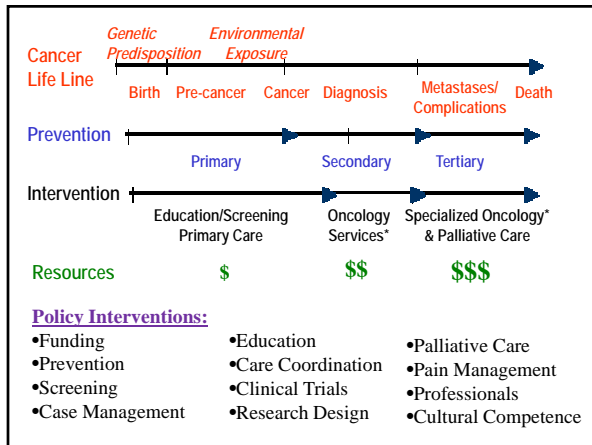 Genetic Environmental
Predisposition Exposure
Cancer
Life Line
Birth Pre-cancer Cancer Diagnosis Metastases/ Death
Complications
Prevention
Primary Secondary Tertiary
Intervention
Education/Screening Oncology Specialized Oncology*
Primary Care Services* & Palliative Care
Resources $ $$ $$$
Policy Interventions:
•Funding
•Prevention
•Screening
•Case Management
•Education
•Care Coordination
•Clinical Trials
•Research Design
•Palliative Care
•Pain Management
•Professionals
•Cultural Competence